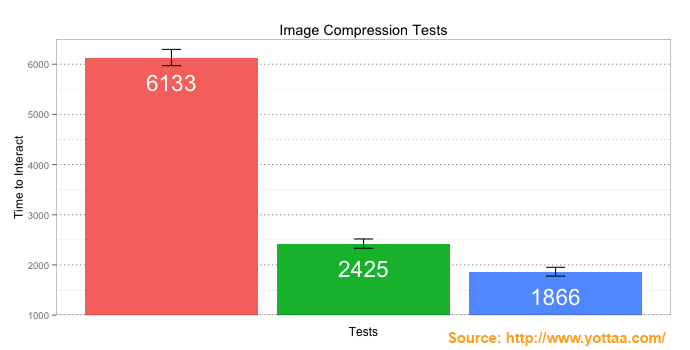 Image Compression Tests
Time to Interact
6000
5000
4000
3000
2000
1000
6133
2425
1866
Tests
Source: http://www.yottaa.com/